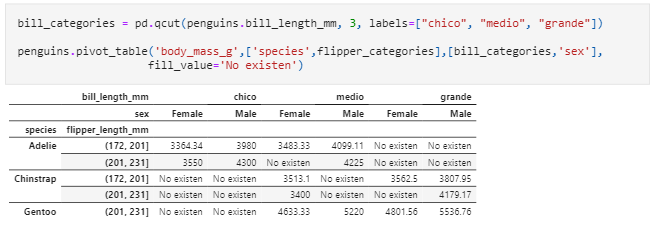 bill_categories = pd.qcut(penguins.bill_length_mm, 3, labels=["chico", "medio", "grande"])
penguins.pivot_table('body_mass_g',['species',flipper_categories],[bill_categories,'sex'],
fill_value='No existen')
bill_length_mm chico medio grande
sex Female Male Female Male Female Male
species flipper_length_mm
Adelie (172, 201] 3364.34 3980 3483.33 4099.11 No existen No existen
(201, 231] 3550 4300 No existen 4225 No existen No existen
Chinstrap (172, 201] No existen No existen 3513.1 No existen 3562.5 3807.95
(201, 231] No existen No existen 3400 No existen No existen 4179.17
Gentoo (201, 231] No existen No existen 4633.33 5220 4801.56 5536.76